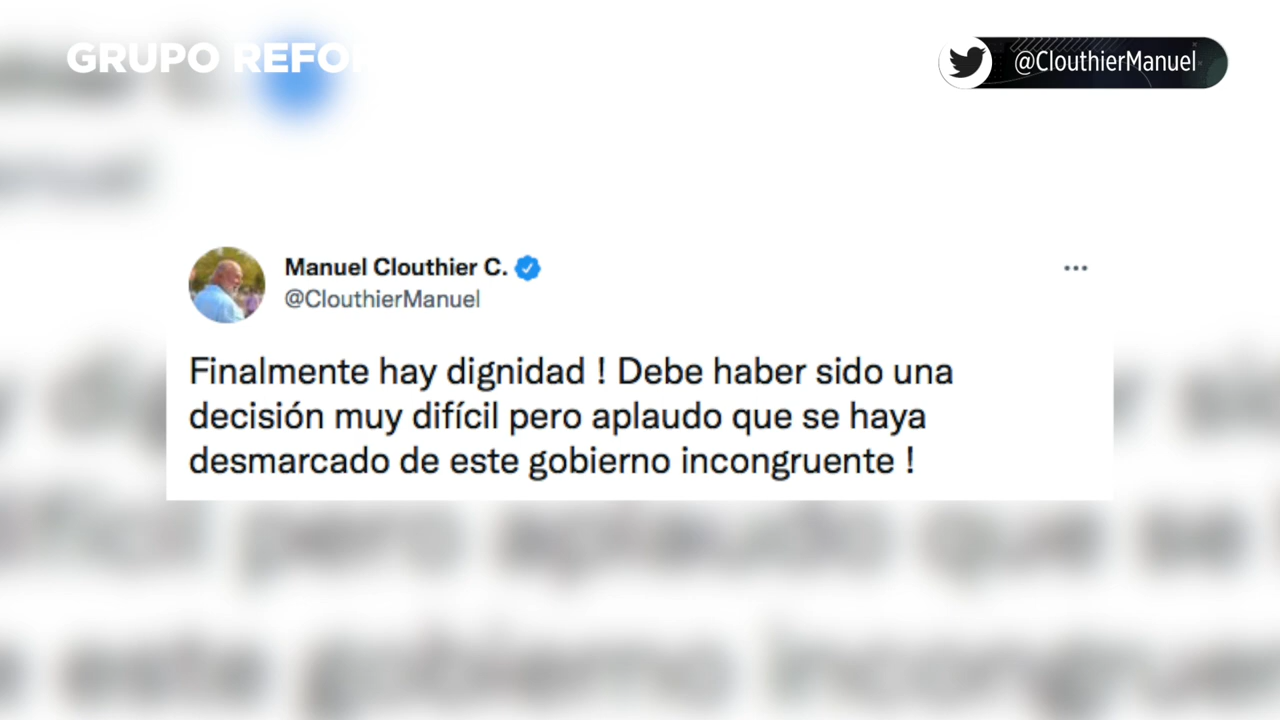 GRUPO REFOR
@ClouthierManuel
Manuel Clouthier C.
@ClouthierManuel
Finalmente hay dignidad ! Debe haber sido una
decisión muy difícil pero aplaudo que se haya
desmarcado de este gobierno incongruente !